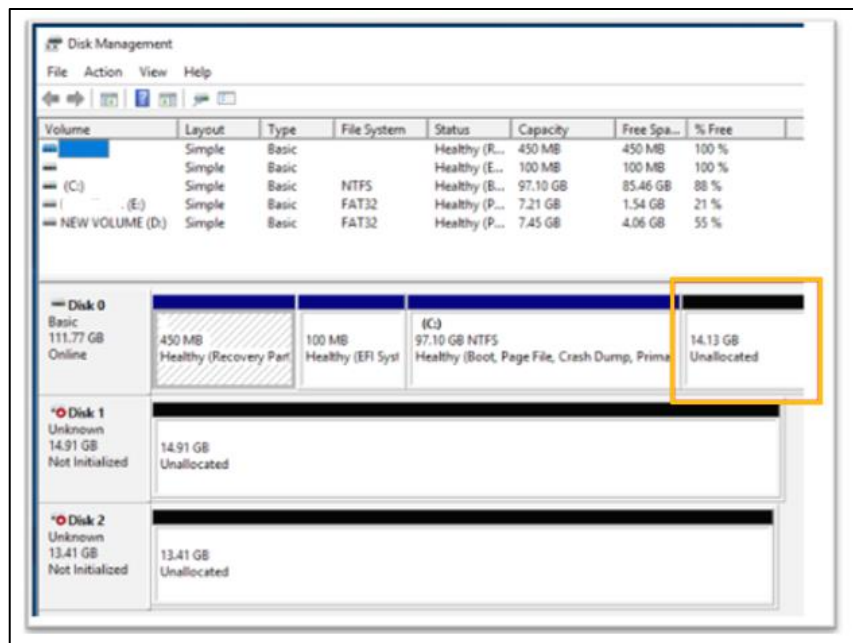 Disk Management
File Action View Help
Volume Layout Type File System Status Capacity Free Spa... % Free
Simple Basic Healthy (R... 450 MB 450 MB 100 %
Simple Basic Healthy (E... 100 MB 100 MB 100 %
(C:) Simple Basic NTFS Healthy (B... 97.10 GB 85.46 GB 88 %
(E:) Simple Basic FAT32 Healthy (P... 7.21 GB 1.54 GB 21 %
NEW VOLUME (D:) Simple Basic FAT32 Healthy (P... 7.45 GB 4.06 GB 55 %
Disk 0
Basic
111.77 GB
Online
450 MB
Healthy (Recovery Part
100 MB
Healthy (EFI Syst
(C:)
97.10 GB NTFS
Healthy (Boot, Page File, Crash Dump, Prima
14.13 GB
Unallocated
Disk 1
Unknown
14.91 GB
Not Initialized
14.91 GB
Unallocated
Disk 2
Unknown
13.41 GB
Not Initialized
13.41 GB
Unallocated